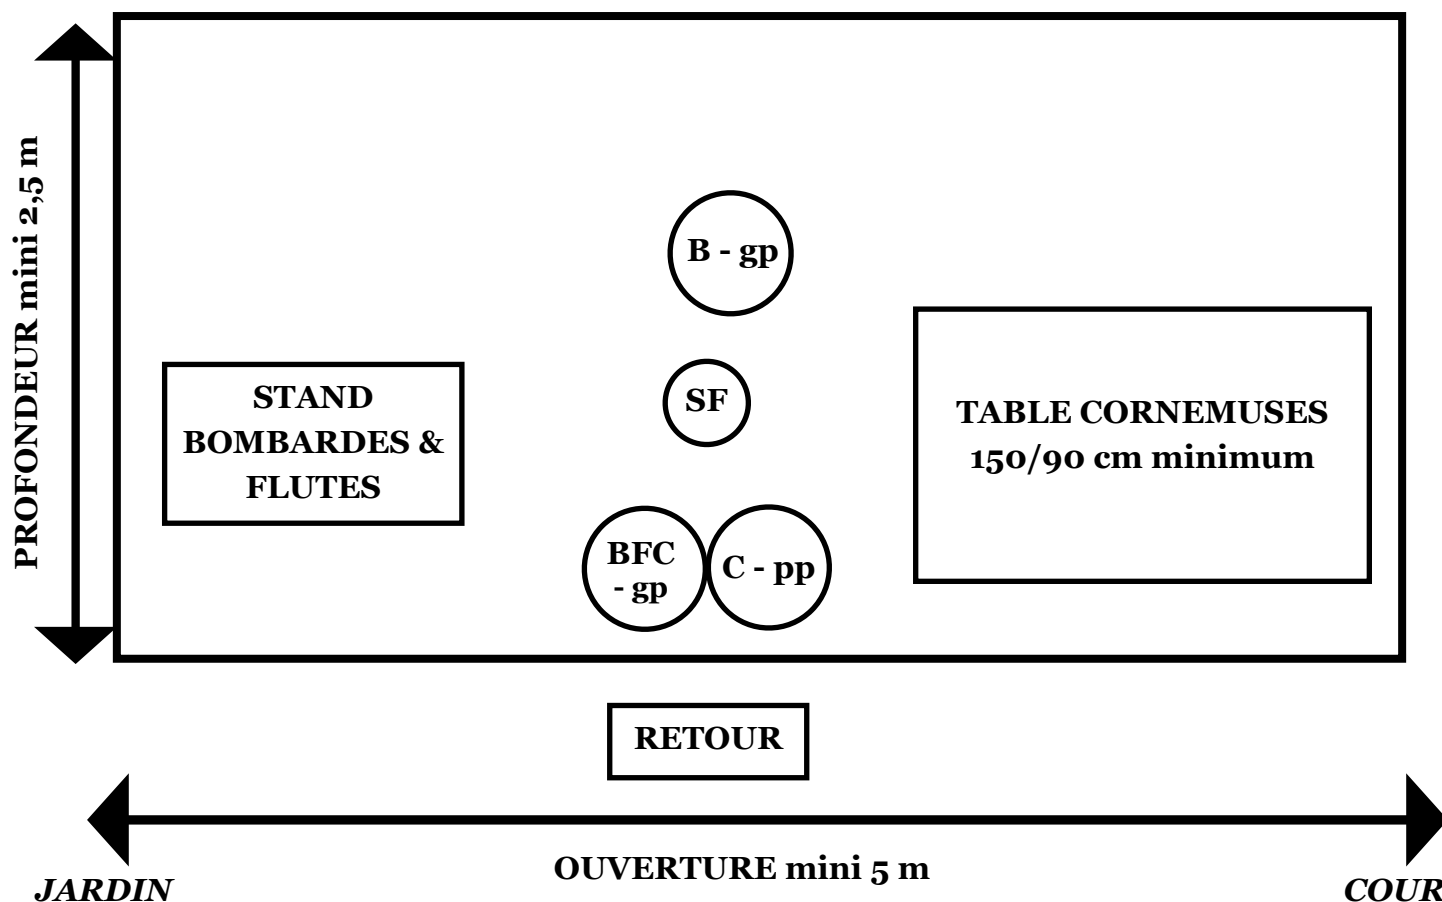 PROFONDEUR mini 2,5 m
B - gp
SF
STAND
BOMBARDES &
FLUTES
TABLE CORNEMUSES
150/90 cm minimum
BFC
- gp
C - pp
RETOUR
OUVERTURE mini 5 m
JARDIN
COUR